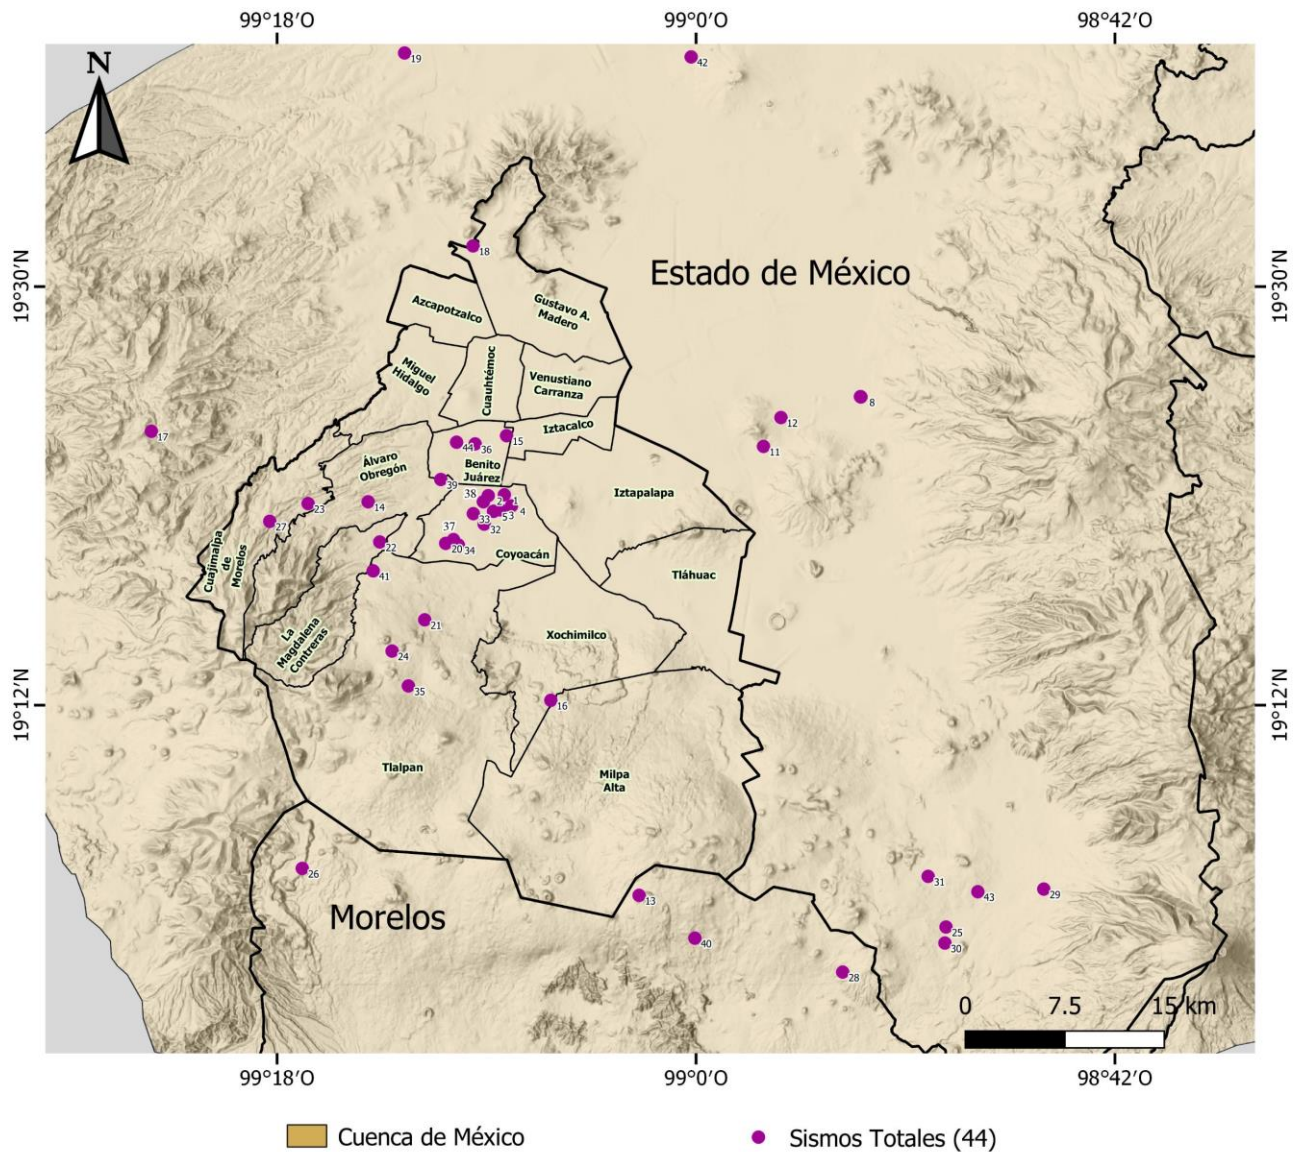 99°18'O
99°0'O
98°42'O
N
19
42
18
Estado de México
19°30'N
19°30'N
Azcapotzalco
Gustavo A.
Madero
Miguel
Hidalgo
Cuauhtémoc
Venustiano
Carranza
8
12
Iztacalco
17
15
44
36
11
Benito
Juárez
Álvaro
Obregón
39
Iztapalapa
38
2
1
14
23
5
3
4
33
27
32
37
22
20
34
Coyoacán
Cuajimalpa
de
Morelos
41
Tláhuac
21
La
Magdalena
Contreras
Xochimilco
24
35
16
19°12'N
19°12'N
Tlalpan
Milpa
Alta
26
31
43
29
13
Morelos
25
40
30
28
0
7.5
15 km
99°18'O
99°0'O
98°42'O
Cuenca de México
Sismos Totales (44)